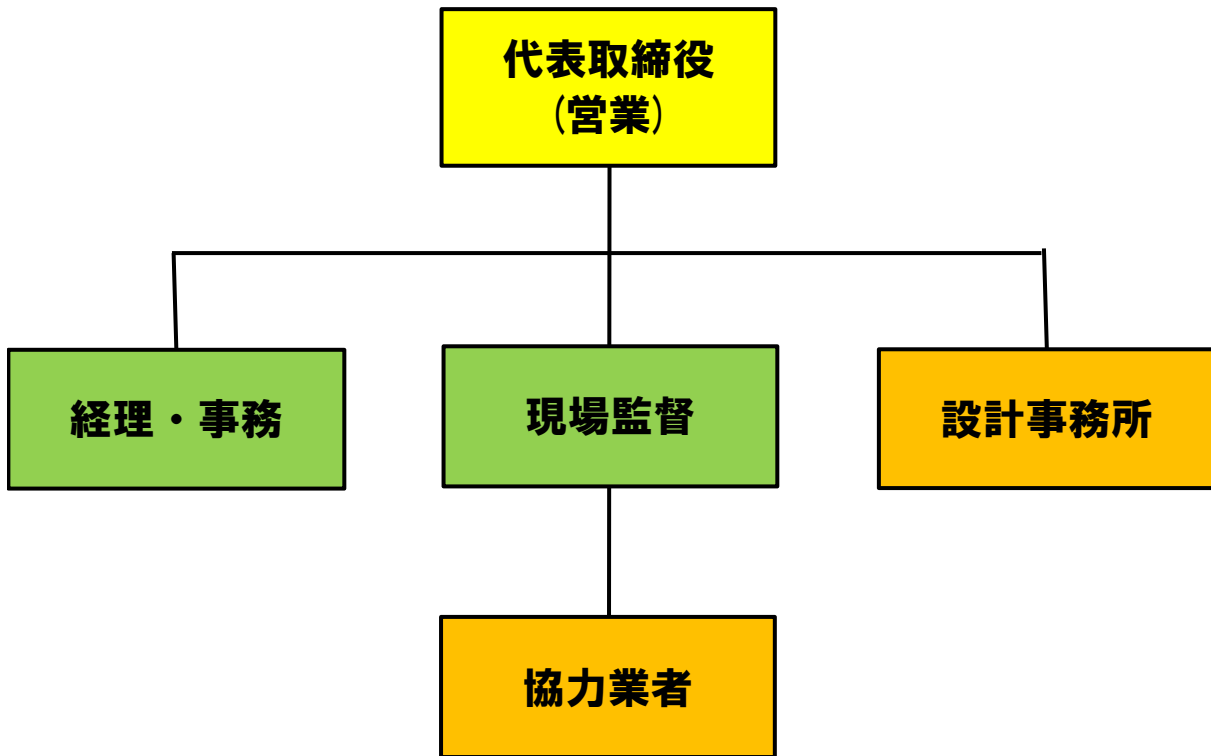 代表取締役
(営業)
経理・事務
現場監督
設計事務所
協力業者